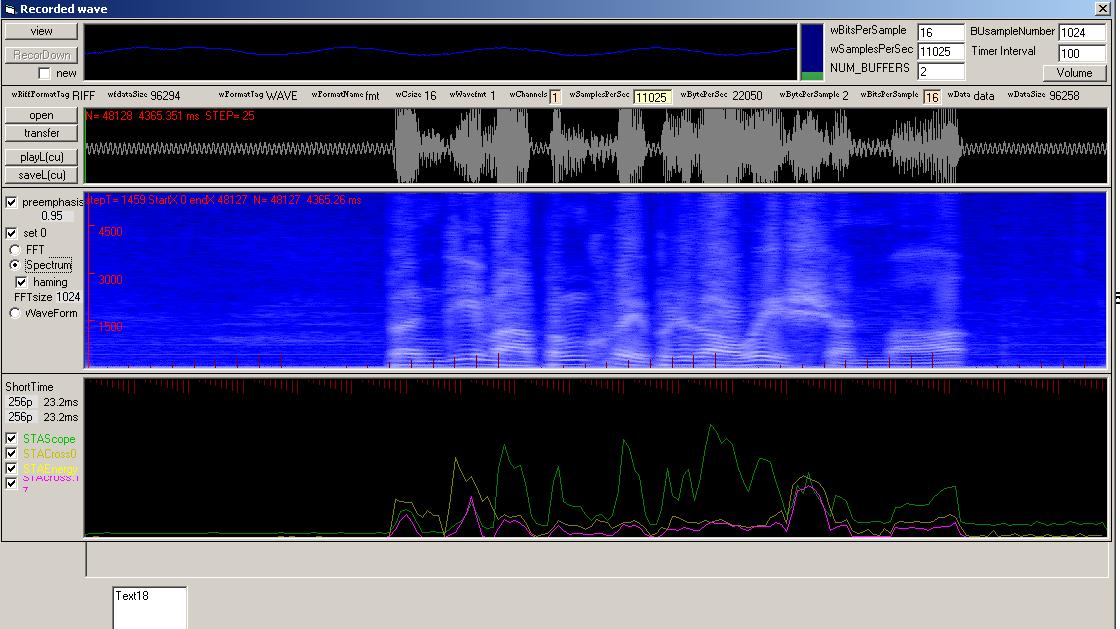 Recorded wave
view
RecorDown
new
wBitsPerSample 16
BUsampleNumber 1024
wSamplesPerSec 11025
Timer Interval 100
NUM_BUFFERS 2
Volume
wRiffFormatTag RIFF wfdataSize 96294 wFormatTag WAVE wFormatName fmt wCsize 16 wWavefmt 1 wChannels 1 wSamplesPerSec 11025 wBytePerSec 22050 wBytePerSample 2 wBitsPerSample 16 wData data wDataSize 96258
open
transfer
playL(cu)
saveL(cu)
N= 48128 4365.351 ms STEP= 25
preemphasis
0.95
set 0
FFT
Spectrum
haming
FFTsize 1024
WaveForm
stepT= 1459 StartX 0 endX 48127 N= 48127 4365.26 ms
4500
3000
1500
ShortTime
256p 23.2ms
256p 23.2ms
STAScope
STACross0
STAEnergy
STAcross.1
7
Text18